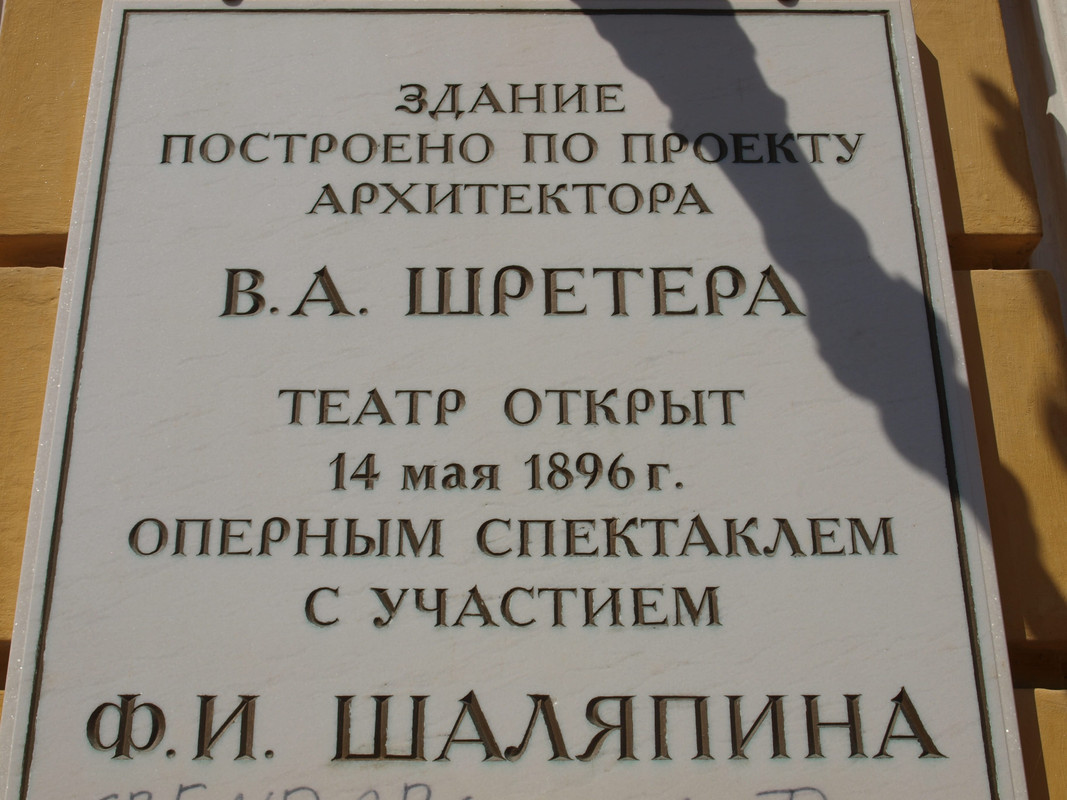 ЗДАНИЕ
ПОСТРОЕНО ПО ПРОЕКТУ
АРХИТЕКТОРА
В.А. ШРЕТЕРА
ТЕАТР ОТКРЫТ
14 мая 1896 г.
ОПЕРНЫМ СПЕКТАКЛЕМ
С УЧАСТИЕМ
Ф.И. ШАЛЯПИНА